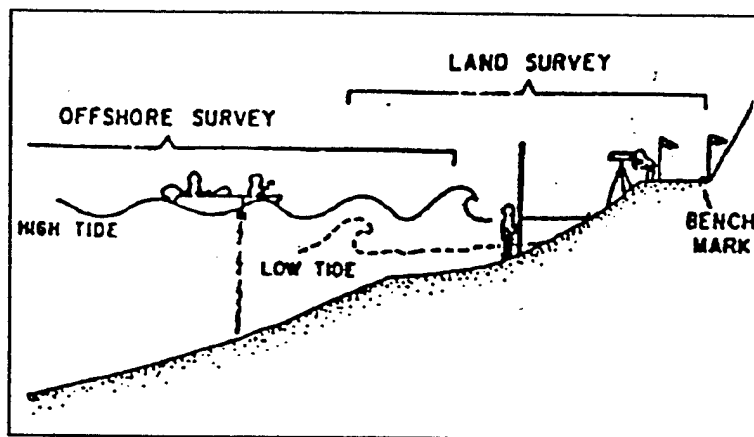 LAND SURVEY
OFFSHORE SURVEY
HIGH TIDE
LOW TIDE
BENCH
MARK